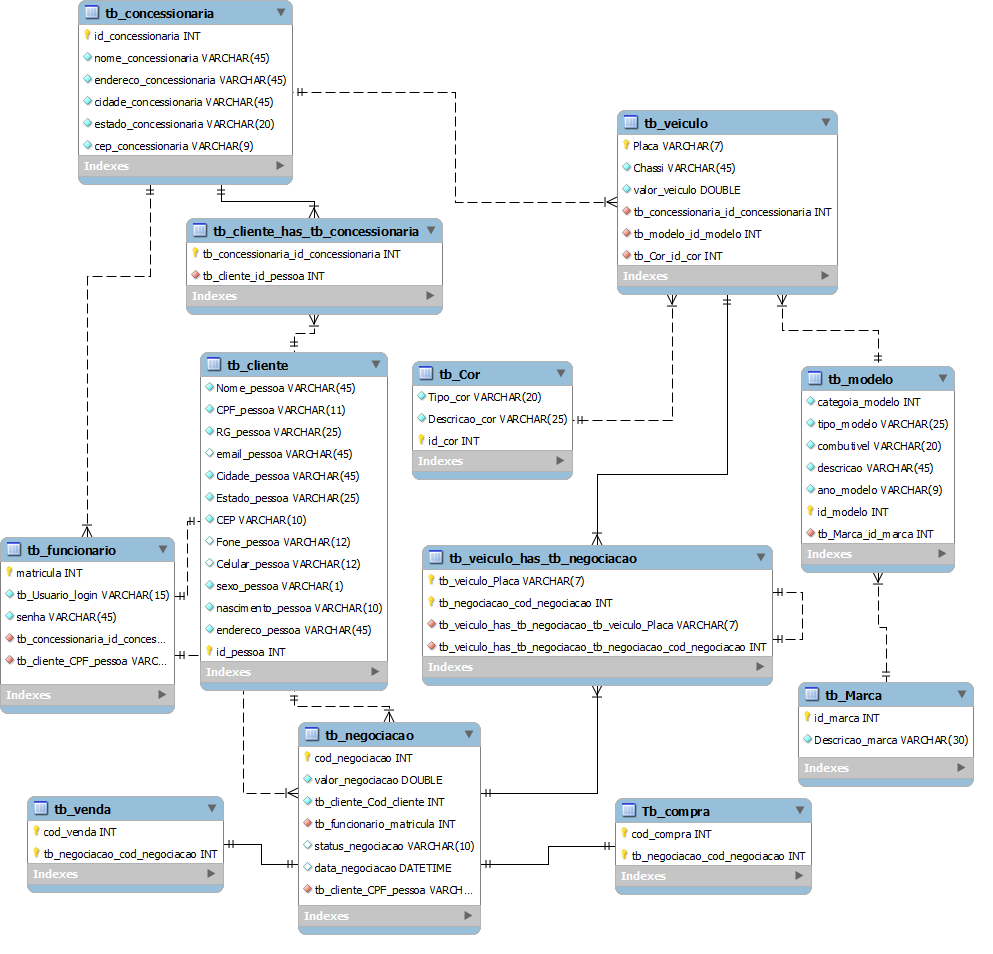 tb_concessionaria
id_concessionaria INT
nome_concessionaria VARCHAR(45)
endereco_concessionaria VARCHAR(45)
cidade_concessionaria VARCHAR(45)
estado_concessionaria VARCHAR(20)
cep_concessionaria VARCHAR(9)
Indexes
tb_veiculo
Placa VARCHAR(7)
Chassi VARCHAR(45)
valor_veiculo DOUBLE
tb_concessionaria_id_concessionaria INT
tb_modelo_id_modelo INT
tb_Cor_id_cor INT
Indexes
tb_cliente_has_tb_concessionaria
tb_concessionaria_id_concessionaria INT
tb_cliente_id_pessoa INT
Indexes
tb_cliente
Nome_pessoa VARCHAR(45)
CPF_pessoa VARCHAR(11)
RG_pessoa VARCHAR(25)
email_pessoa VARCHAR(45)
Cidade_pessoa VARCHAR(45)
Estado_pessoa VARCHAR(25)
CEP VARCHAR(10)
Fone_pessoa VARCHAR(12)
Celular_pessoa VARCHAR(12)
sexo_pessoa VARCHAR(1)
nascimento_pessoa VARCHAR(10)
endereco_pessoa VARCHAR(45)
id_pessoa INT
Indexes
tb_Cor
Tipo_cor VARCHAR(20)
Descricao_cor VARCHAR(25)
id_cor INT
Indexes
tb_modelo
categoia_modelo INT
tipo_modelo VARCHAR(25)
combutivel VARCHAR(20)
descricao VARCHAR(45)
ano_modelo VARCHAR(9)
id_modelo INT
tb_Marca_id_marca INT
Indexes
tb_funcionario
matricula INT
tb_Usuario_login VARCHAR(15)
senha VARCHAR(45)
tb_concessionaria_id_conces...
tb_cliente_CPF_pessoa VARC...
Indexes
tb_veiculo_has_tb_negociacao
tb_veiculo_Placa VARCHAR(7)
tb_negociacao_cod_negociacao INT
tb_veiculo_has_tb_negociacao_tb_veiculo_Placa VARCHAR(7)
tb_veiculo_has_tb_negociacao_tb_negociacao_cod_negociacao INT
Indexes
tb_Marca
id_marca INT
Descricao_marca VARCHAR(30)
Indexes
tb_negociacao
cod_negociacao INT
valor_negociacao DOUBLE
tb_cliente_Cod_cliente INT
tb_funcionario_matricula INT
status_negociacao VARCHAR(10)
data_negociacao DATETIME
tb_cliente_CPF_pessoa VARCH...
Indexes
tb_venda
cod_venda INT
tb_negociacao_cod_negociacao INT
Indexes
Tb_compra
cod_compra INT
tb_negociacao_cod_negociacao INT
Indexes